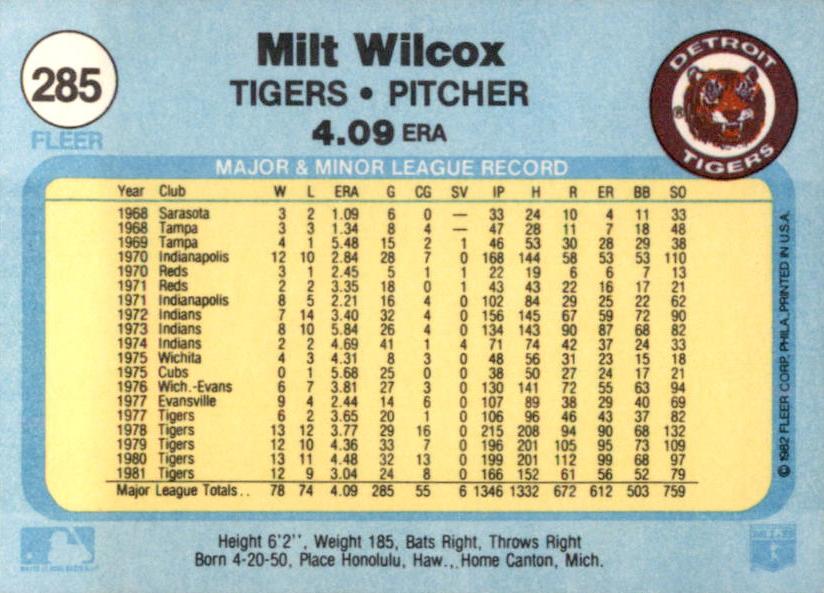 285
FLEER
Milt Wilcox
TIGERS • PITCHER
4.09 ERA
DETROIT
TIGERS
®
MAJOR & MINOR LEAGUE RECORD
Year Club W L ERA G CG SV IP H R ER BB SO
1968 Sarasota 3 2 1.09 6 0 — 33 24 10 4 11 33
1968 Tampa 3 3 1.34 8 4 — 47 28 11 7 18 48
1969 Tampa 4 1 5.48 15 2 1 46 53 30 28 29 38
1970 Indianapolis 12 10 2.84 28 7 0 168 144 58 53 53 110
1970 Reds 3 1 2.45 5 1 1 22 19 6 6 7 13
1971 Reds 2 2 3.35 18 0 1 43 43 22 16 17 21
1971 Indianapolis 8 5 2.21 16 4 0 102 84 29 25 22 62
1972 Indians 7 14 3.40 32 4 0 156 145 67 59 72 90
1973 Indians 8 10 5.84 26 4 0 134 143 90 87 68 82
1974 Indians 2 2 4.69 41 1 4 71 74 42 37 24 33
1975 Wichita 4 3 4.31 8 3 0 48 56 31 23 15 18
1975 Cubs 0 1 5.68 25 0 0 38 50 27 24 17 21
1976 Wich.-Evans 6 7 3.81 27 3 0 130 141 72 55 63 94
1977 Evansville 9 4 2.44 14 6 0 107 89 38 29 40 69
1977 Tigers 6 2 3.65 20 1 0 106 96 46 43 37 82
1978 Tigers 13 12 3.77 29 16 0 215 208 94 90 68 132
1979 Tigers 12 10 4.36 33 7 0 196 201 105 95 73 109
1980 Tigers 13 11 4.48 32 13 0 199 201 112 99 68 97
1981 Tigers 12 9 3.04 24 8 0 166 152 61 56 52 79
Major League Totals.. 78 74 4.09 285 55 6 1346 1332 672 612 503 759
© 1982 FLEER CORP. PHILA. PRINTED IN U.S.A.
Height 6'2'', Weight 185, Bats Right, Throws Right
Born 4-20-50, Place Honolulu, Haw., Home Canton, Mich.